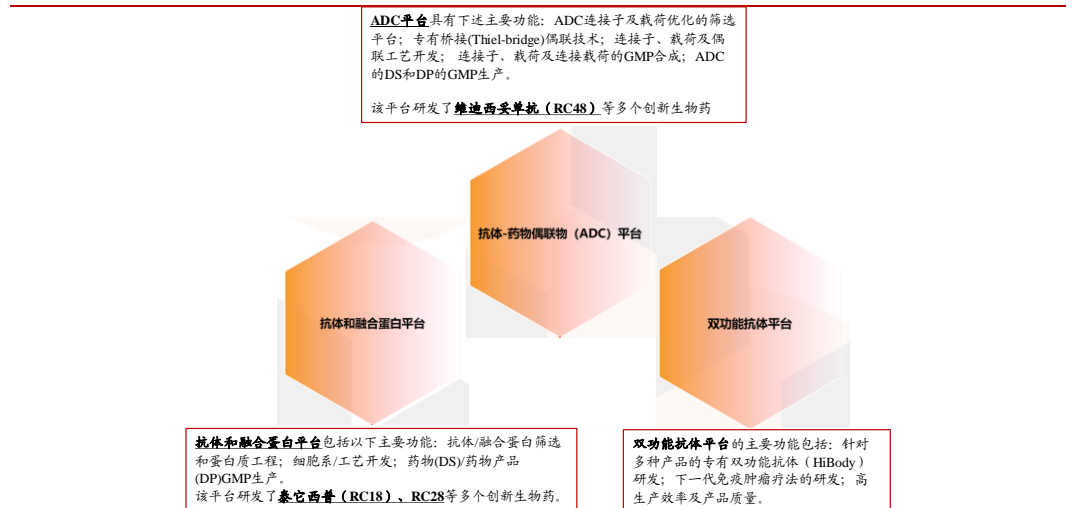 ADC平台具有下述主要功能：ADC连接子及载荷优化的筛选
平台；专有桥接(Thiel-bridge)偶联技术；连接子、载荷及偶
联工艺开发； 连接子、载荷及连接载荷的GMP合成；ADC
的DS和DP的GMP生产。
该平台研发了维迪西妥单抗（RC48）等多个创新生物药
抗体-药物偶联物（ADC）平台
抗体和融合蛋白平台
双功能抗体平台
抗体和融合蛋白平台包括以下主要功能：抗体/融合蛋白筛选
和蛋白质工程；细胞系/工艺开发；药物(DS)/药物产品
(DP)GMP生产。
该平台研发了泰它西普（RC18）、RC28等多个创新生物药。
双功能抗体平台的主要功能包括：针对
多种产品的专有双功能抗体（HiBody）
研发；下一代免疫肿瘤疗法的研发；高
生产效率及产品质量。